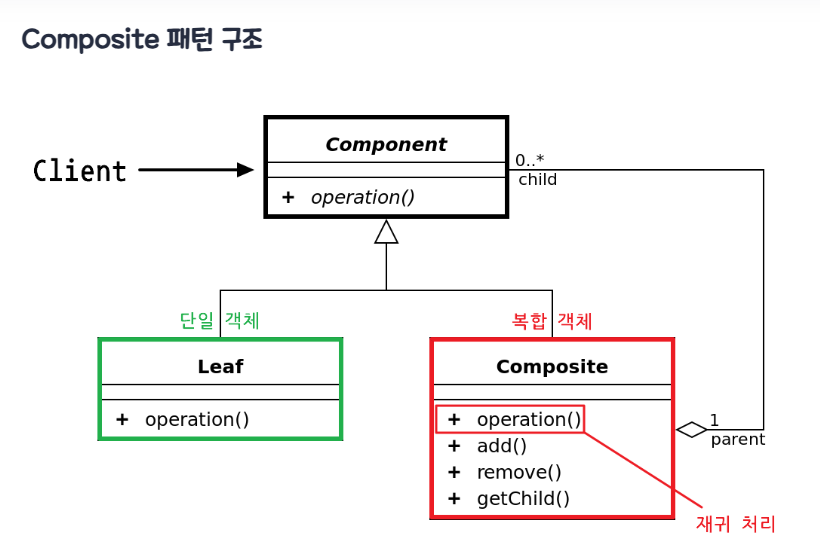 Composite 패턴 구조
Client
Component
+ operation()
0..*
child
단일 객체
복합 객체
Leaf
+ operation()
Composite
+ operation()
+ add()
+ remove()
+ getChild()
1
parent
재귀 처리